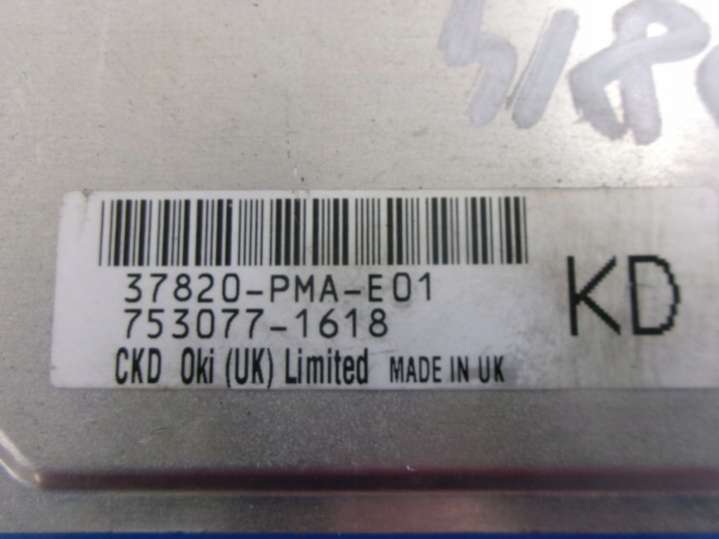 37820-PMA-E01
753077-1618
CKD Oki (UK) Limited MADE IN UK
KD